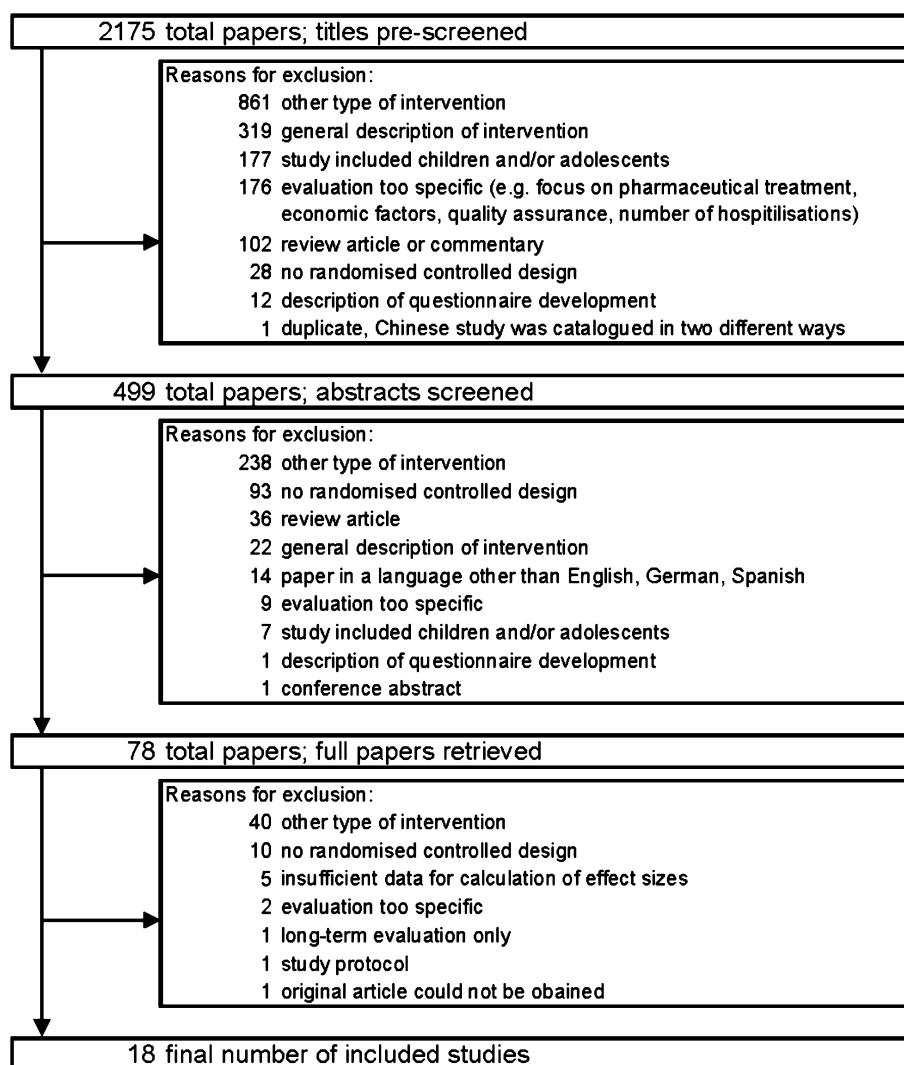 2175 total papers; titles pre-screened
Reasons for exclusion:
861 other type of intervention
319 general description of intervention
177 study included children and/or adolescents
176 evaluation too specific (e.g. focus on pharmaceutical treatment,
economic factors, quality assurance, number of hospitilisations)
102 review article or commentary
28 no randomised controlled design
12 description of questionnaire development
1 duplicate, Chinese study was catalogued in two different ways
499 total papers; abstracts screened
Reasons for exclusion:
238 other type of intervention
93 no randomised controlled design
36 review article
22 general description of intervention
14 paper in a language other than English, German, Spanish
9 evaluation too specific
7 study included children and/or adolescents
1 description of questionnaire development
1 conference abstract
78 total papers; full papers retrieved
Reasons for exclusion:
40 other type of intervention
10 no randomised controlled design
5 insufficient data for calculation of effect sizes
2 evaluation too specific
1 long-term evaluation only
1 study protocol
1 original article could not be obained
18 final number of included studies